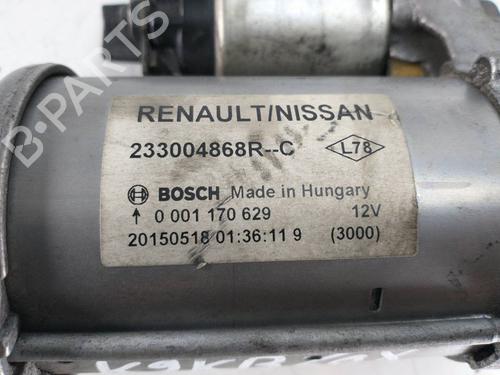 RENAULT/NISSAN
233004868R--C L78
BOSCH Made in Hungary
0 001 170 629 12V
20150518 01:36:11 9 (3000)
B-PARTS